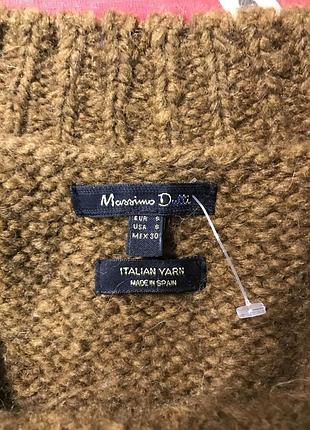 Massimo Dutti
EUR S
USA S
MEX 30
ITALIAN YARN
MADE IN SPAIN